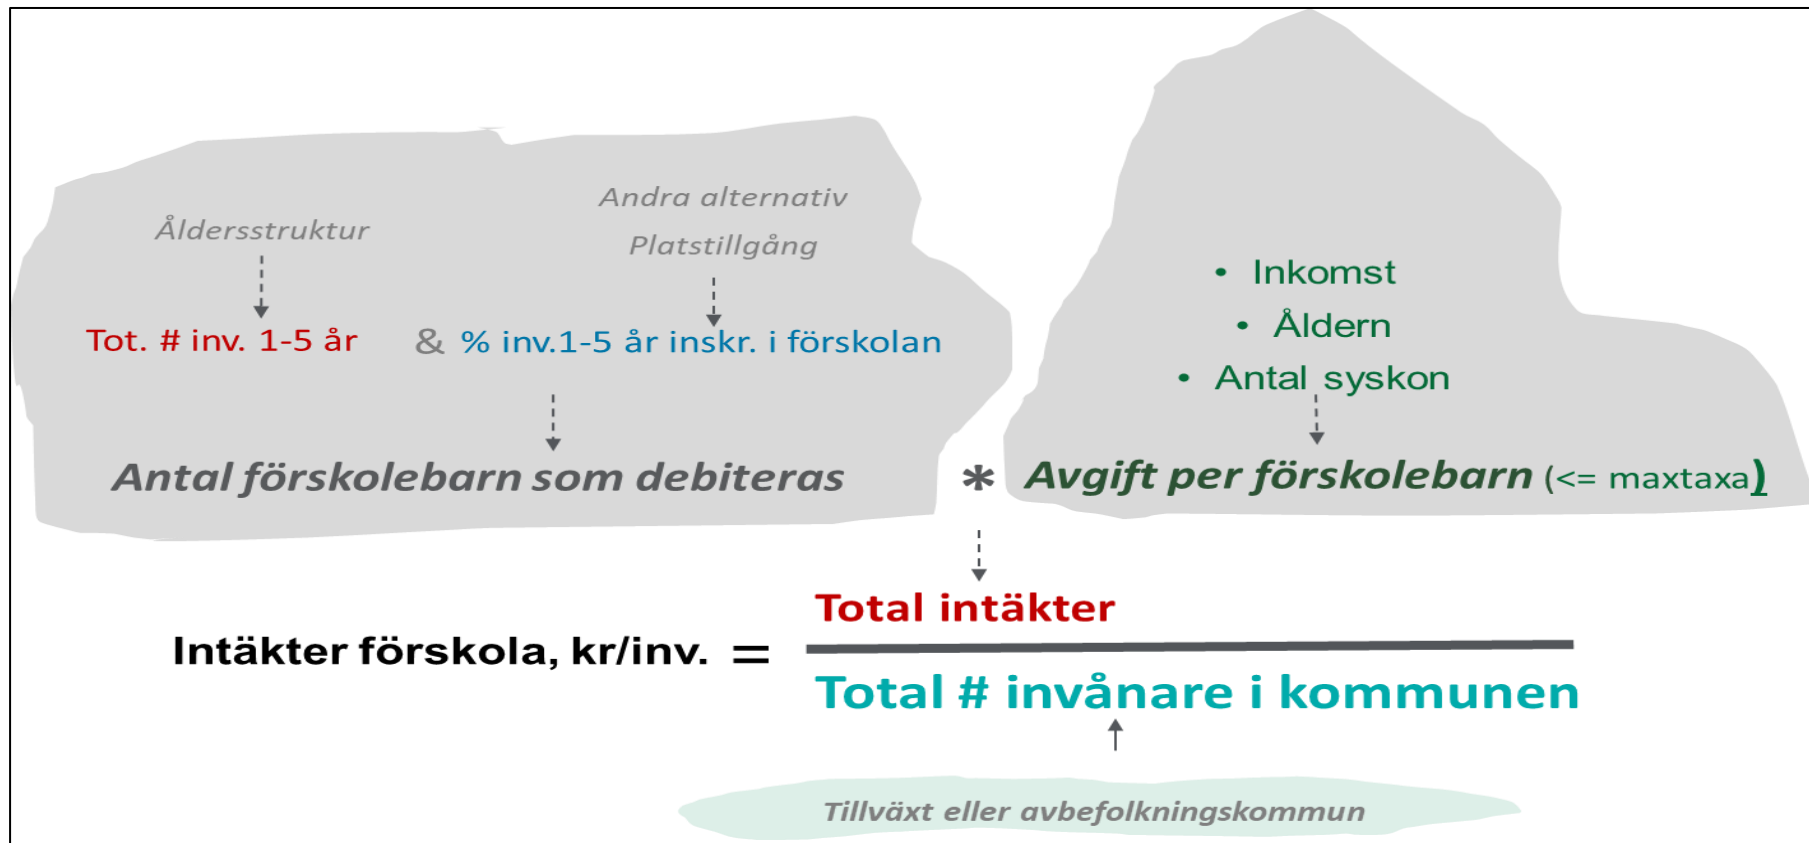 Åldersstruktur
Andra alternativ
Platstillgång
Tot. # inv. 1-5 år & % inv.1-5 år inskr. i förskolan
• Inkomst
• Åldern
• Antal syskon
Antal förskolebarn som debiteras * Avgift per förskolebarn (<= maxtaxa)
Total intäkter
Intäkter förskola, kr/inv. =
Total # invånare i kommunen
Tillväxt eller avbefolkningskommun